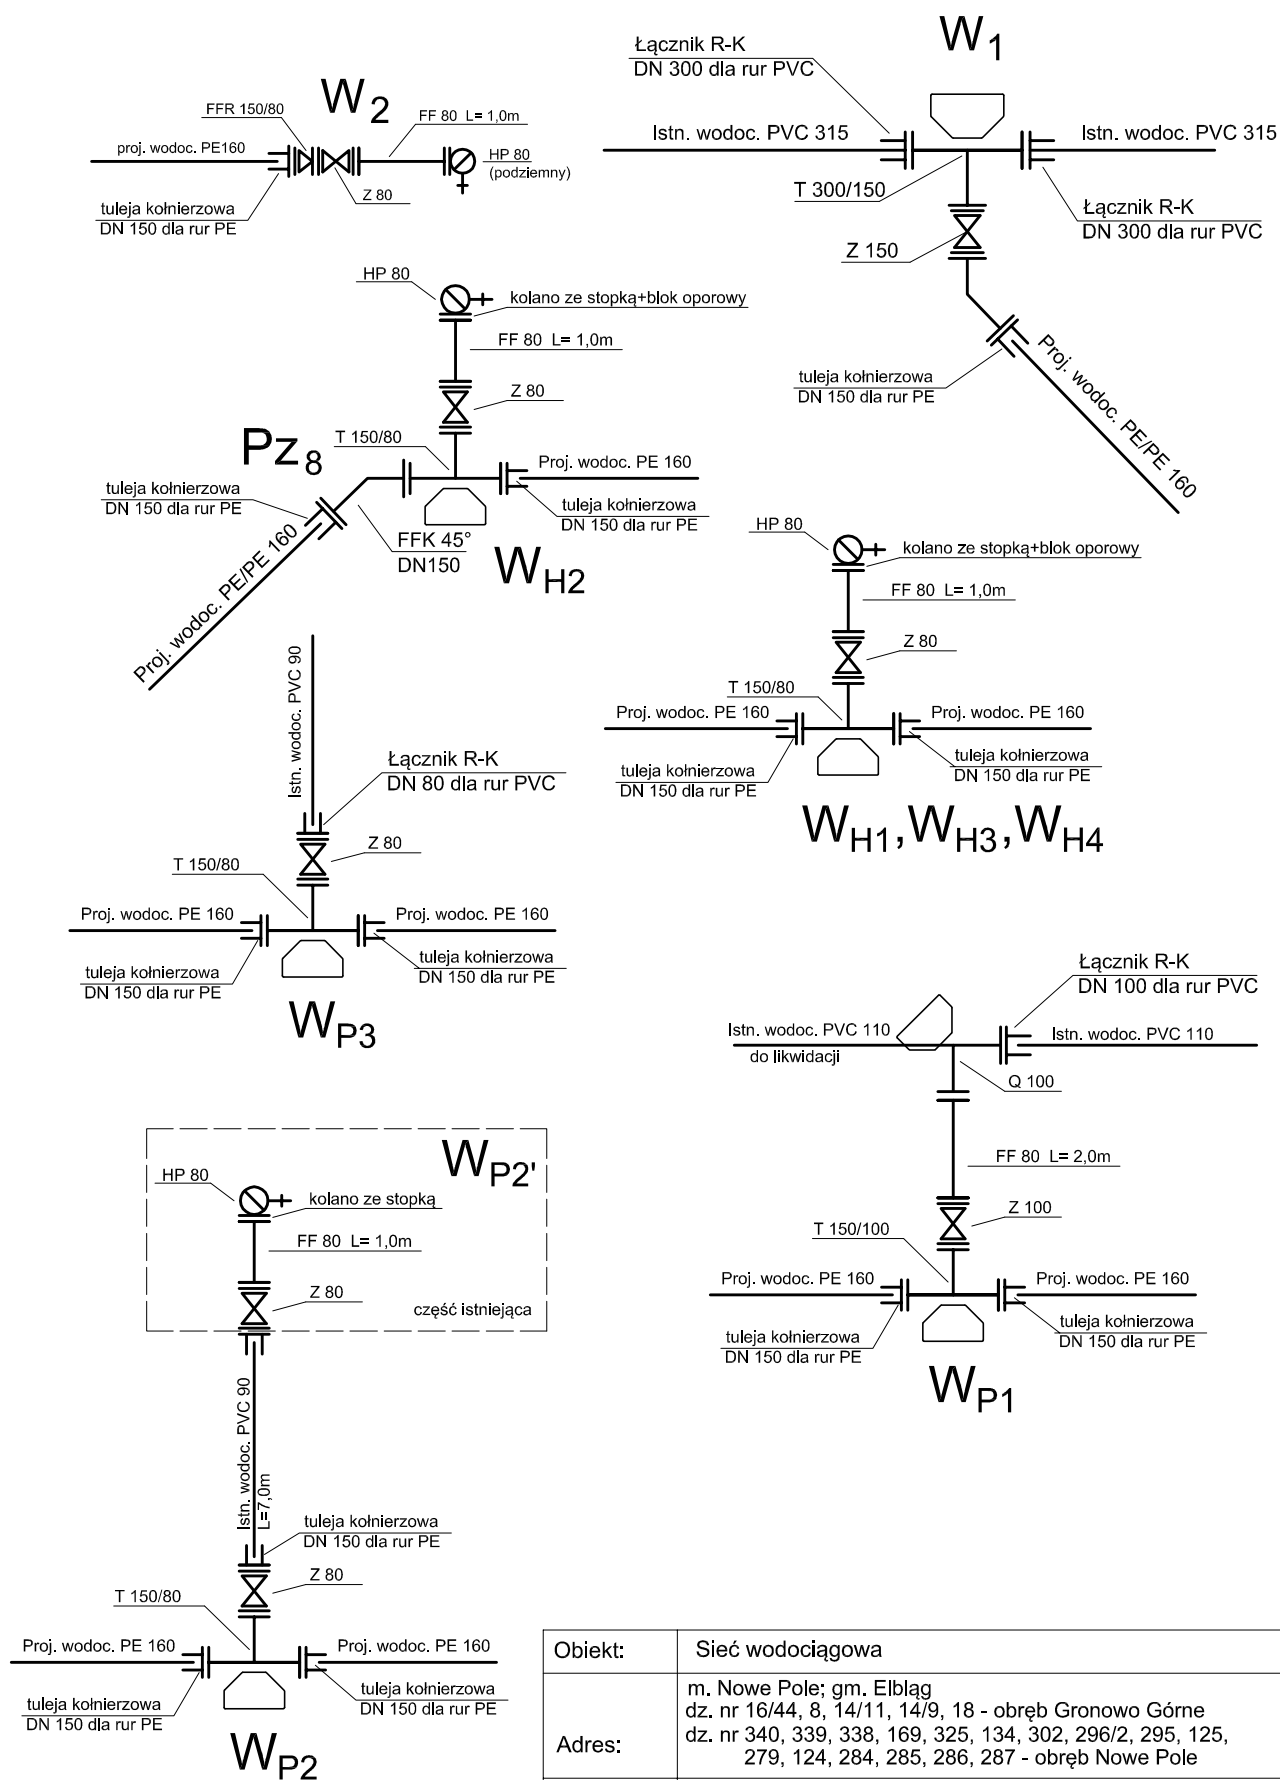 W1
Łącznik R-K
DN 300 dla rur PVC
Istn. wodoc. PVC 315
Istn. wodoc. PVC 315
T 300/150
Łącznik R-K
DN 300 dla rur PVC
Z 150
tuleja kołnierzowa
DN 150 dla rur PE
Proj. wodoc. PE/PE 160
W2
FFR 150/80
FF 80 L= 1,0m
proj. wodoc. PE160
HP 80
(podziemny)
Z 80
tuleja kołnierzowa
DN 150 dla rur PE
HP 80
kolano ze stopką+blok oporowy
FF 80 L= 1,0m
Z 80
Pz8
T 150/80
Proj. wodoc. PE 160
tuleja kołnierzowa
DN 150 dla rur PE
tuleja kołnierzowa
DN 150 dla rur PE
FFK 45°
DN150
WH2
Proj. wodoc. PE/PE 160
HP 80
kolano ze stopką+blok oporowy
FF 80 L= 1,0m
Z 80
T 150/80
Proj. wodoc. PE 160
Proj. wodoc. PE 160
tuleja kołnierzowa
DN 150 dla rur PE
tuleja kołnierzowa
DN 150 dla rur PE
WH1, WH3, WH4
Istn. wodoc. PVC 90
Łącznik R-K
DN 80 dla rur PVC
Z 80
T 150/80
Proj. wodoc. PE 160
Proj. wodoc. PE 160
tuleja kołnierzowa
DN 150 dla rur PE
tuleja kołnierzowa
DN 150 dla rur PE
WP3
Łącznik R-K
DN 100 dla rur PVC
Istn. wodoc. PVC 110
do likwidacji
Istn. wodoc. PVC 110
Q 100
FF 80 L= 2,0m
Z 100
T 150/100
Proj. wodoc. PE 160
Proj. wodoc. PE 160
tuleja kołnierzowa
DN 150 dla rur PE
tuleja kołnierzowa
DN 150 dla rur PE
WP1
WP2'
HP 80
kolano ze stopką
FF 80 L= 1,0m
Z 80
część istniejąca
Istn. wodoc. PVC 90
L=7,0m
tuleja kołnierzowa
DN 150 dla rur PE
Z 80
T 150/80
Proj. wodoc. PE 160
Proj. wodoc. PE 160
tuleja kołnierzowa
DN 150 dla rur PE
tuleja kołnierzowa
DN 150 dla rur PE
WP2
Obiekt: Sieć wodociągowa
Adres:
m. Nowe Pole; gm. Elbląg
dz. nr 16/44, 8, 14/11, 14/9, 18 - obręb Gronowo Górne
dz. nr 340, 339, 338, 169, 325, 134, 302, 296/2, 295, 125,
279, 124, 284, 285, 286, 287 - obręb Nowe Pole